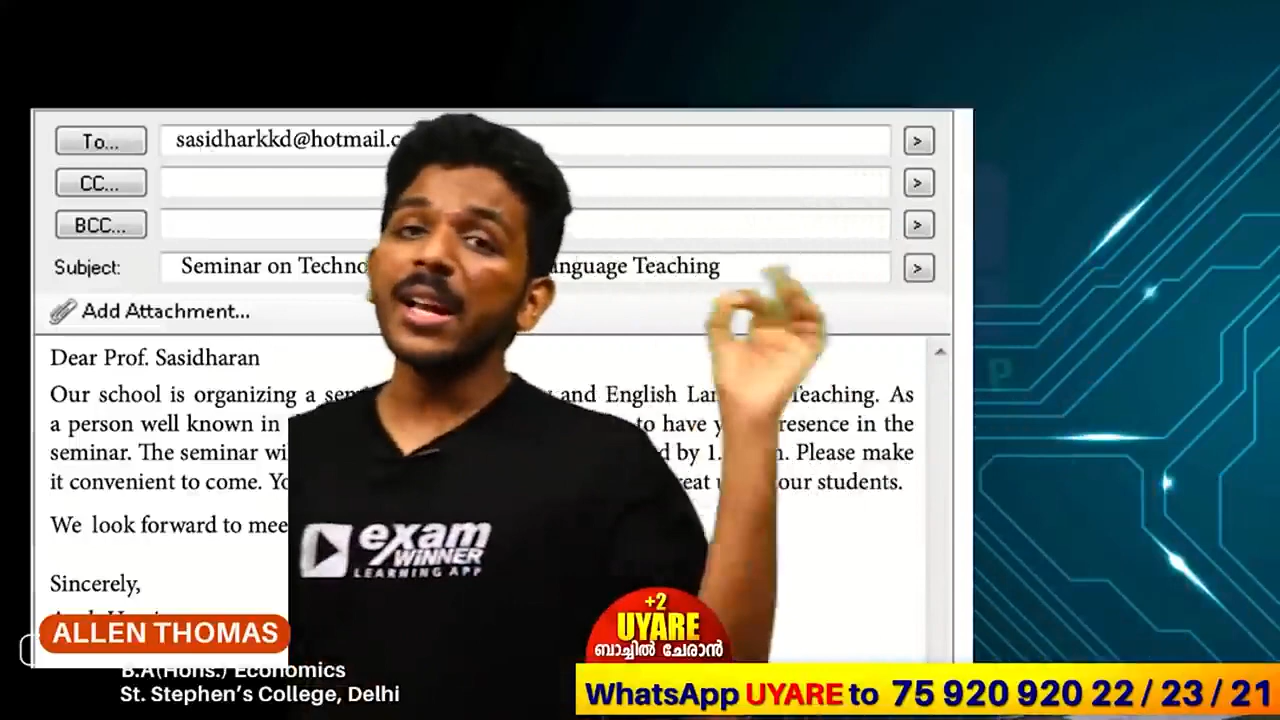 To... sasidharkkd@hotmail.c >
CC... >
BCC... >
Subject: Seminar on Techno anguage Teaching >
Add Attachment...
Dear Prof. Sasidharan
Our school is organizing a sem y and English Lan Teaching. As
a person well known in to have y resence in the
seminar. The seminar wi d by 1. m. Please make
it convenient to come. Yo reat u our students.
We look forward to mee
Sincerely,
exam
WINNER
LEARNING APP
ALLEN THOMAS
B.A(Hons.) Economics
St. Stephen's College, Delhi
+2
UYARE
ബാച്ചിൽ ചേരാൻ
WhatsApp UYARE to 75 920 920 22 / 23 / 21